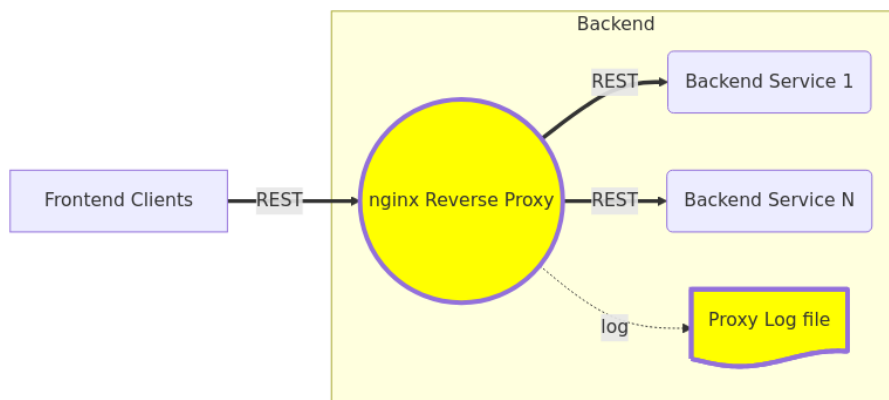 Backend
REST
Backend Service 1
Frontend Clients
REST
nginx Reverse Proxy
REST
Backend Service N
log
Proxy Log file